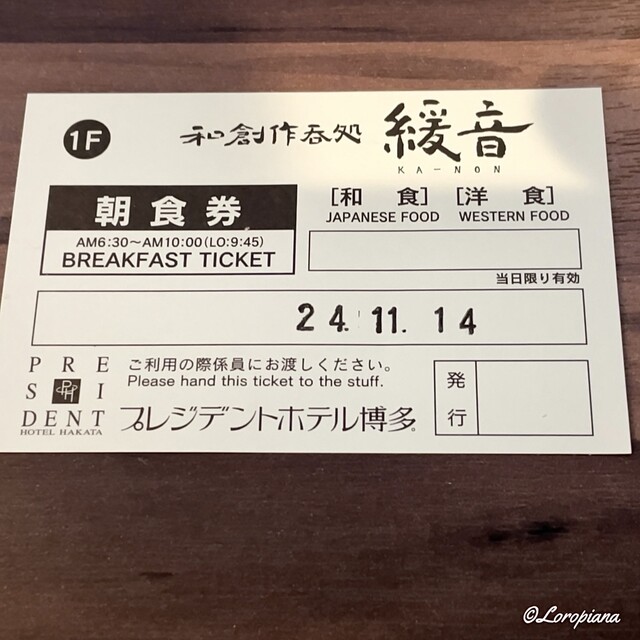 1F
和創作呑処 緩音
KA-NON
朝食券
AM6:30～AM10:00(LO:9:45)
BREAKFAST TICKET
[和 食] [洋 食]
JAPANESE FOOD WESTERN FOOD
当日限り有効
24. 11. 14
PRE
S PH I
DENT
HOTEL HAKATA
ご利用の際係員にお渡しください。
Please hand this ticket to the stuff.
プレジデントホテル博多
発行
©Loropiana